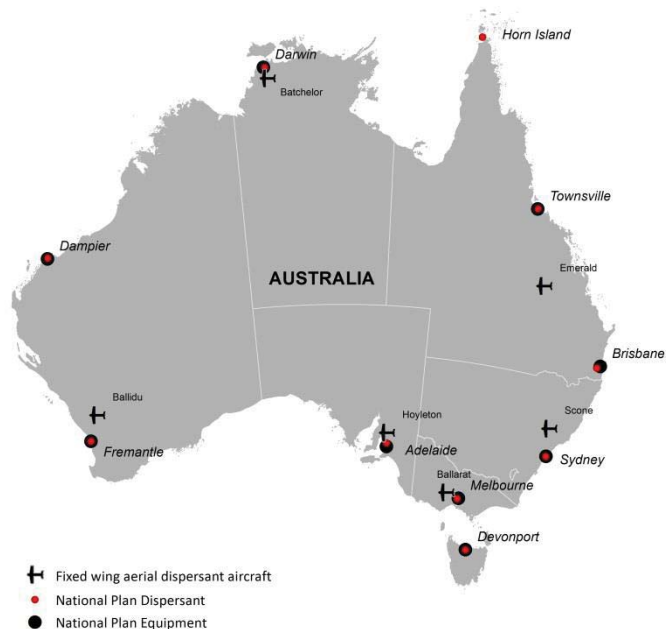 Horn Island
Darwin
Batchelor
Townsville
Dampier
AUSTRALIA
Emerald
Brisbane
Ballidu
Hoyleton
Scone
Fremantle
Adelaide
Sydney
Ballarat
Melbourne
Devonport
Fixed wing aerial dispersant aircraft
National Plan Dispersant
National Plan Equipment